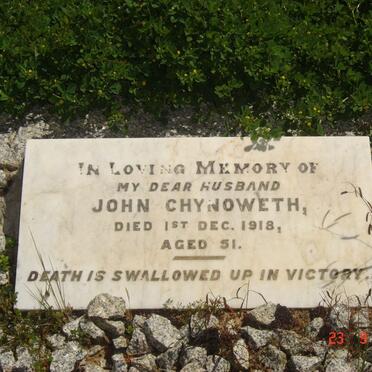 IN LOVING MEMORY OF
MY DEAR HUSBAND
JOHN CHYNOWETH,
DIED 1ST DEC. 1918,
AGED 51.
DEATH IS SWALLOWED UP IN VICTORY.
23